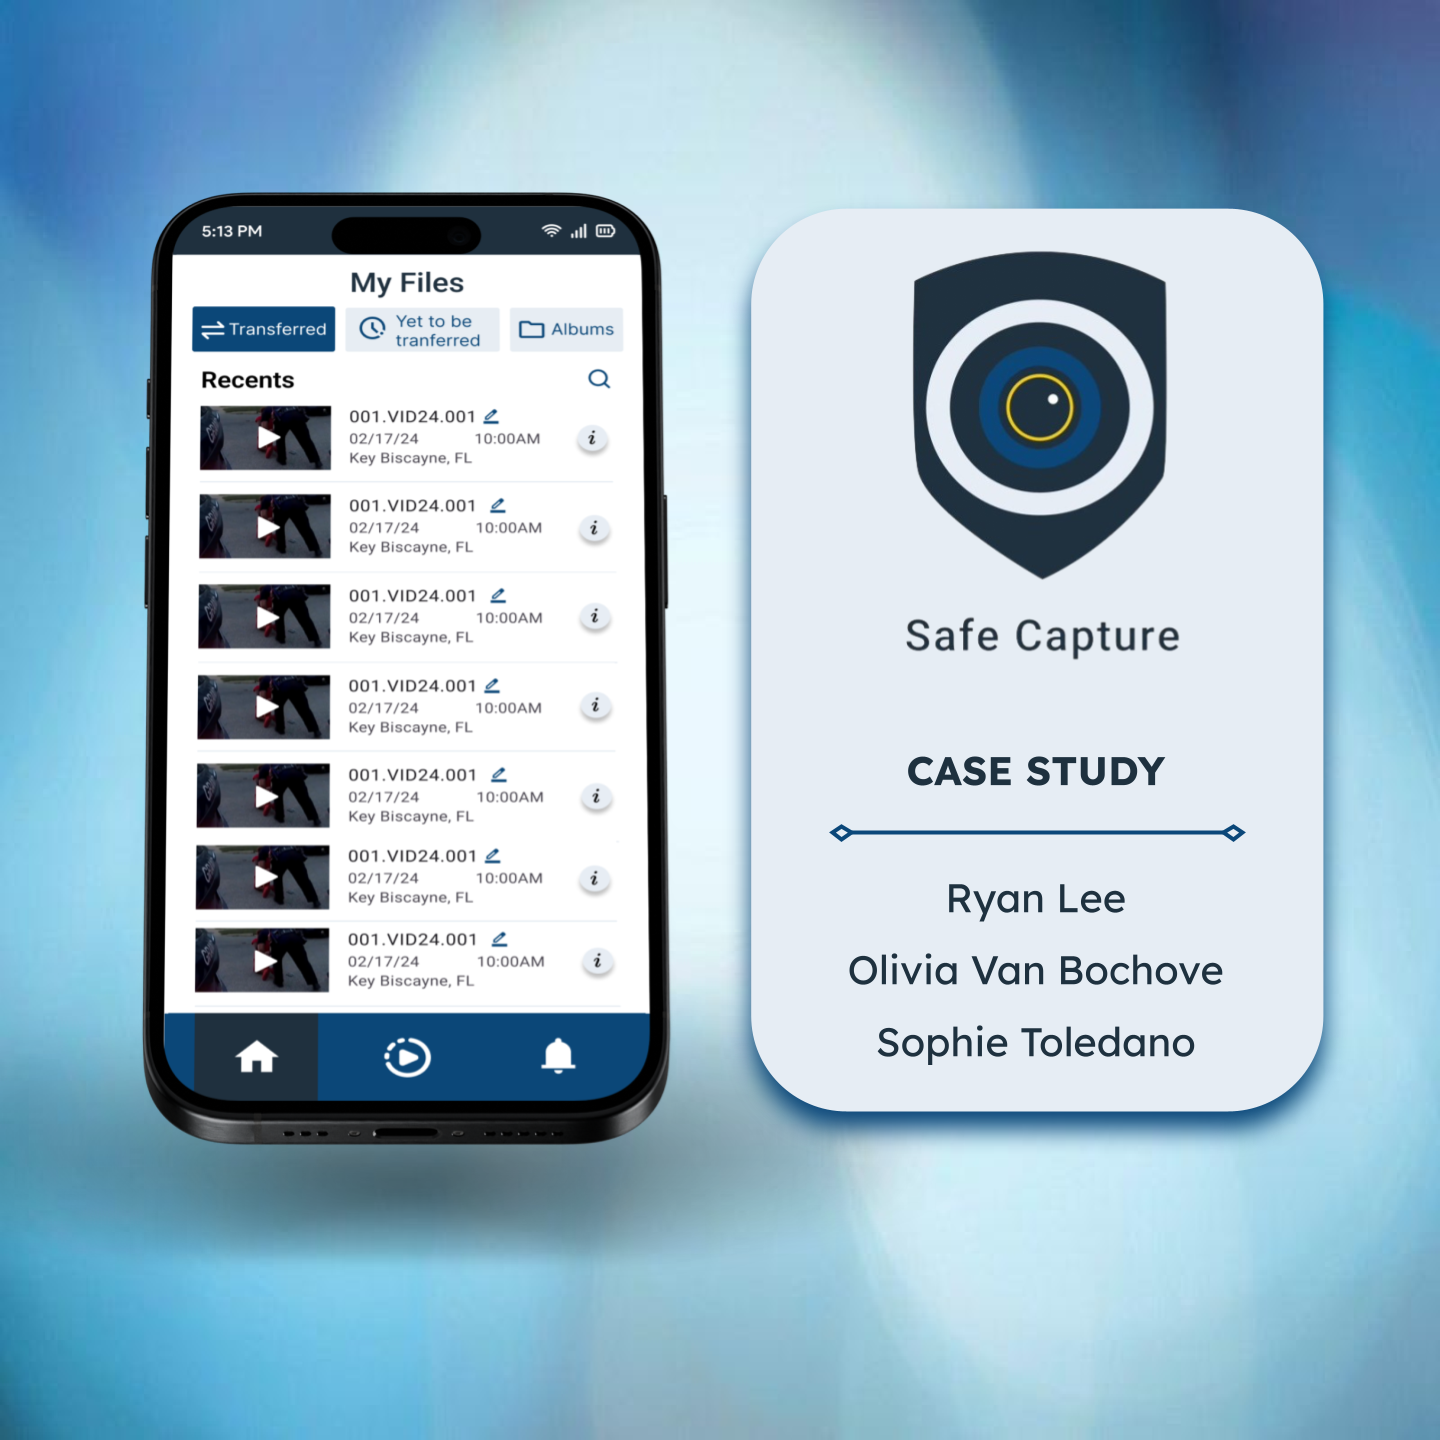 5:13 PM
My Files
Transferred
Yet to be
tranferred
Albums
Recents
001.VID24.001
02/17/24 10:00AM
Key Biscayne, FL
001.VID24.001
02/17/24 10:00AM
Key Biscayne, FL
001.VID24.001
02/17/24 10:00AM
Key Biscayne, FL
001.VID24.001
02/17/24 10:00AM
Key Biscayne, FL
001.VID24.001
02/17/24 10:00AM
Key Biscayne, FL
001.VID24.001
02/17/24 10:00AM
Key Biscayne, FL
001.VID24.001
02/17/24 10:00AM
Key Biscayne, FL
Safe Capture
CASE STUDY
Ryan Lee
Olivia Van Bochove
Sophie Toledano